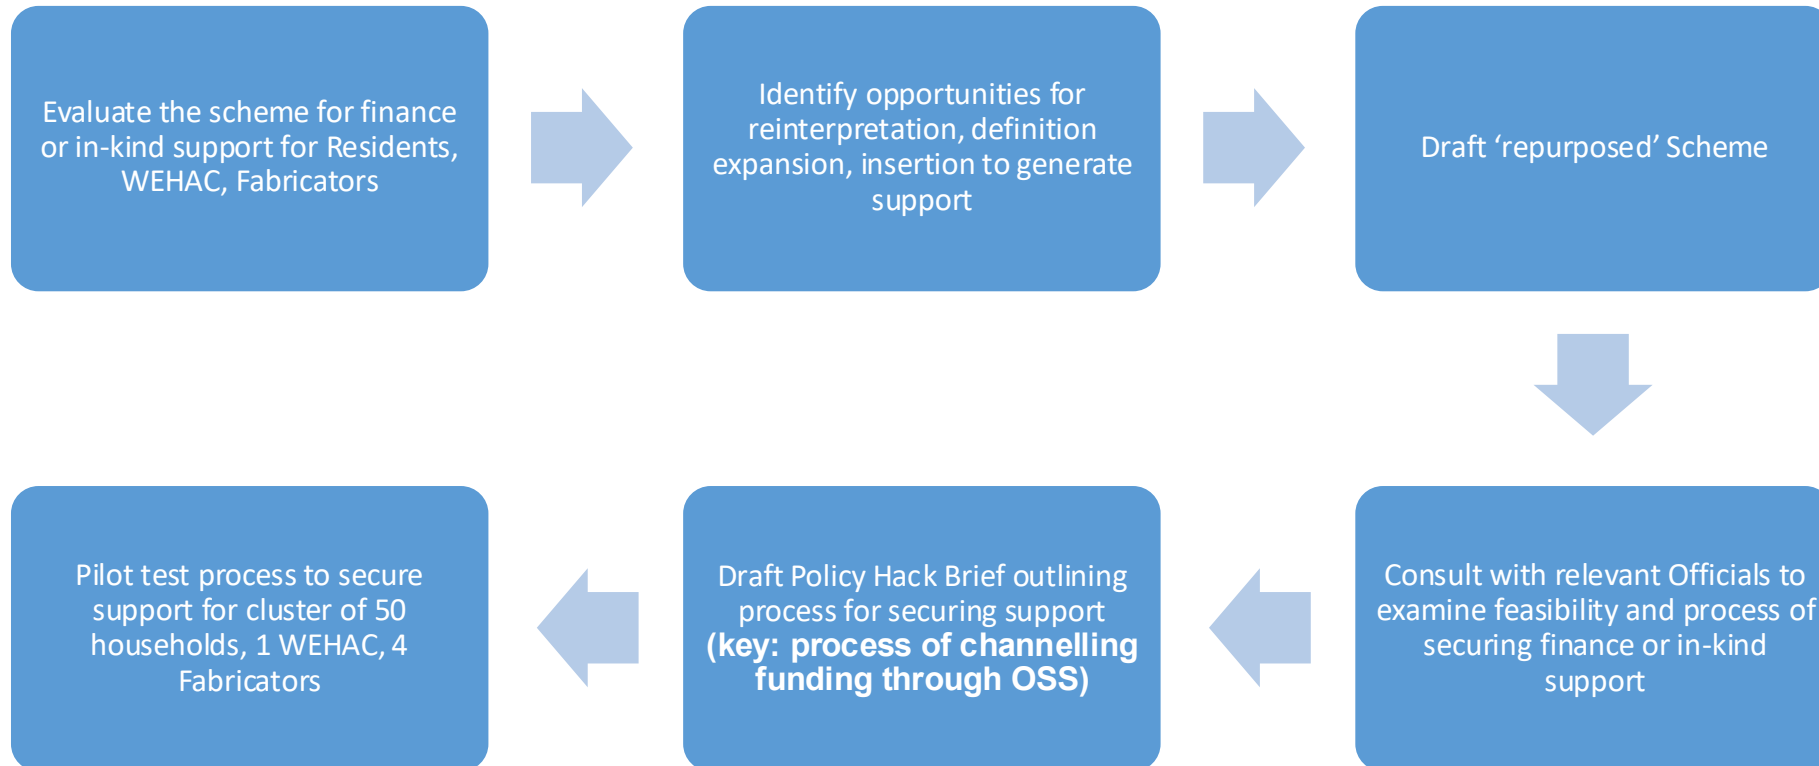 Evaluate the scheme for finance
or in-kind support for Residents,
WEHAC, Fabricators
Identify opportunities for
reinterpretation, definition
expansion, insertion to generate
support
Draft ‘repurposed’ Scheme
Consult with relevant Officials to
examine feasibility and process of
securing finance or in-kind
support
Draft Policy Hack Brief outlining
process for securing support
(key: process of channelling
funding through OSS)
Pilot test process to secure
support for cluster of 50
households, 1 WEHAC, 4
Fabricators